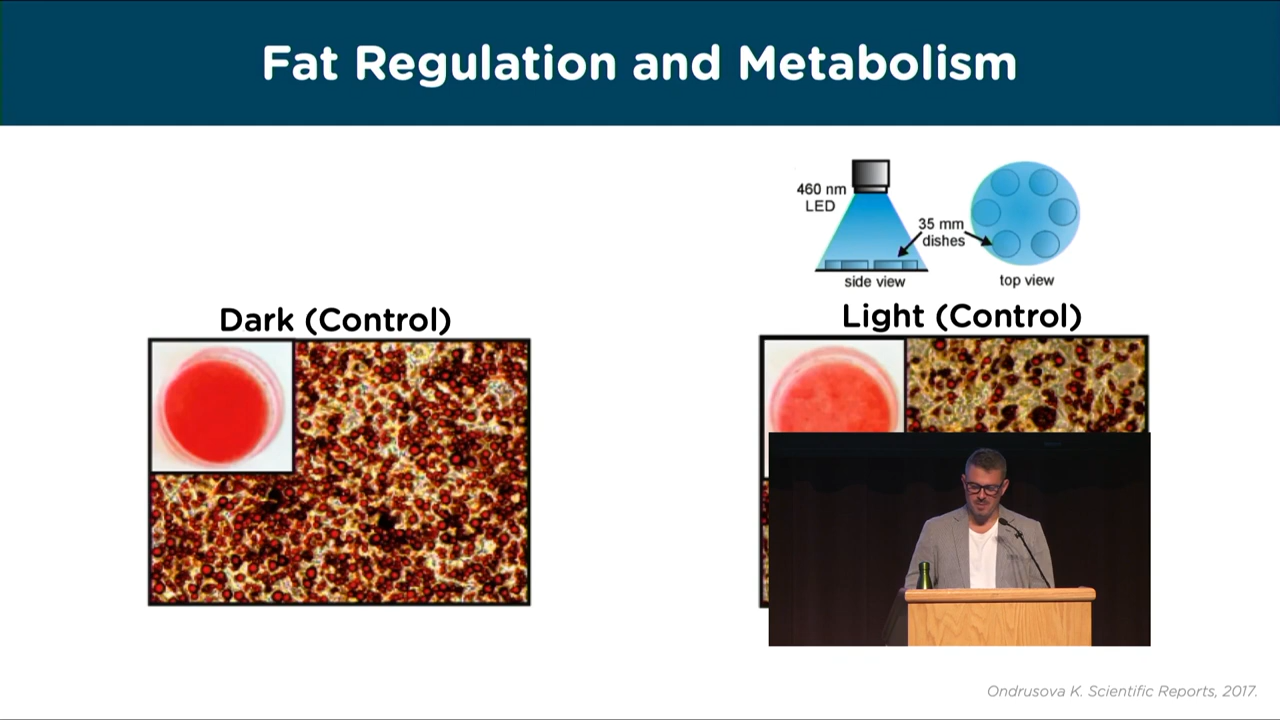 Fat Regulation and Metabolism
460 nm
LED
35 mm
dishes
side view
top view
Dark (Control)
Light (Control)
Ondrusova K. Scientific Reports, 2017.